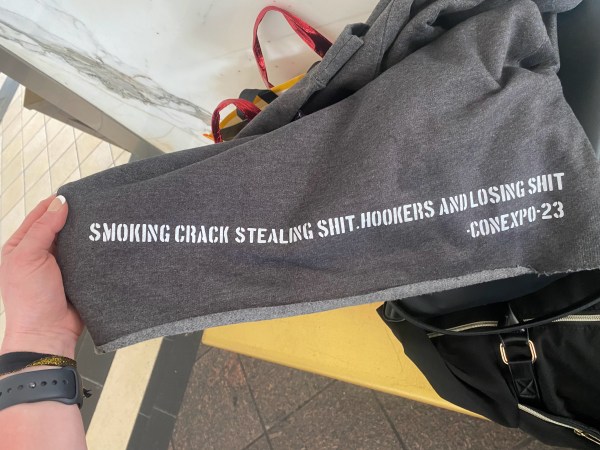 SMOKING CRACK STEALING SHIT. HOOKERS AND LOSING SHIT
-CONEXPO-23